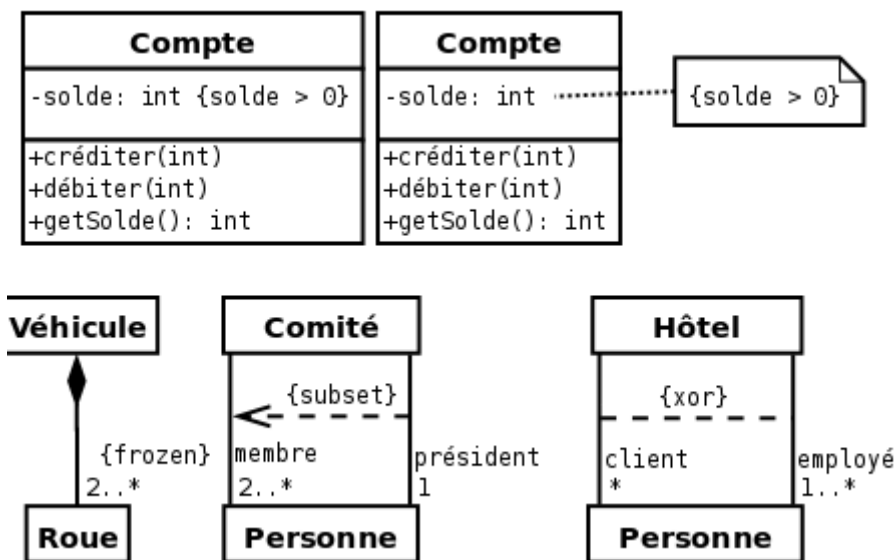 Compte
-solde: int {solde > 0}
+créditer(int)
+débiter(int)
+getSolde(): int
Compte
-solde: int
+créditer(int)
+débiter(int)
+getSolde(): int
{solde > 0}
Véhicule
{frozen}
2..*
Roue
Comité
{subset}
membre
2..*
président
1
Personne
Hôtel
{xor}
client
*
employé
1..*
Personne